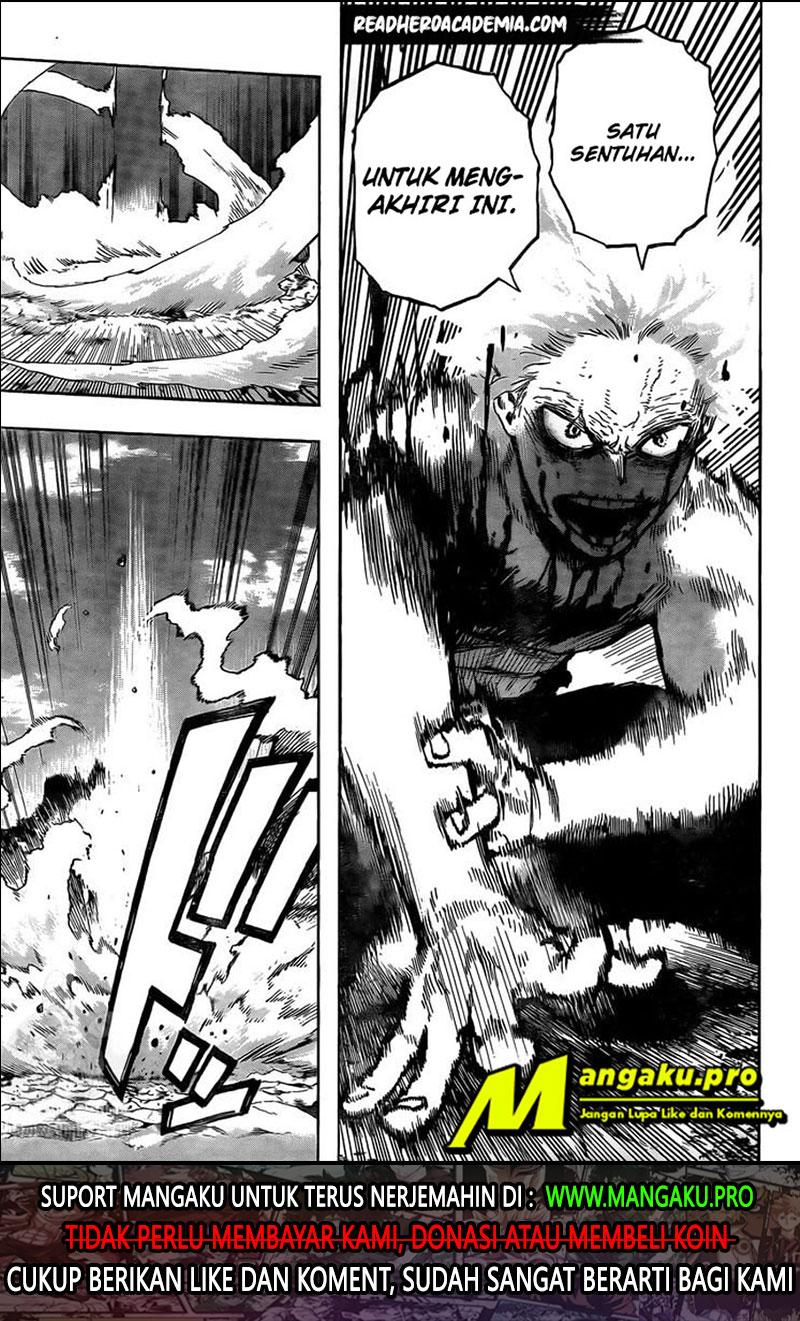 READHEROACADEMIA.COM
SATU
SENTUHAN...
UNTUK MENG-
AKHIRI INI.
ドッ!!
Mangaku.pro
Jangan Lupa Like dan Komennya
SUPORT MANGAKU UNTUK TERUS NERJEMAHIN DI : WWW.MANGAKU.PRO
TIDAK PERLU MEMBAYAR KAMI, DONASI ATAU MEMBELI KOIN
CUKUP BERIKAN LIKE DAN KOMENT, SUDAH SANGAT BERARTI BAGI KAMI